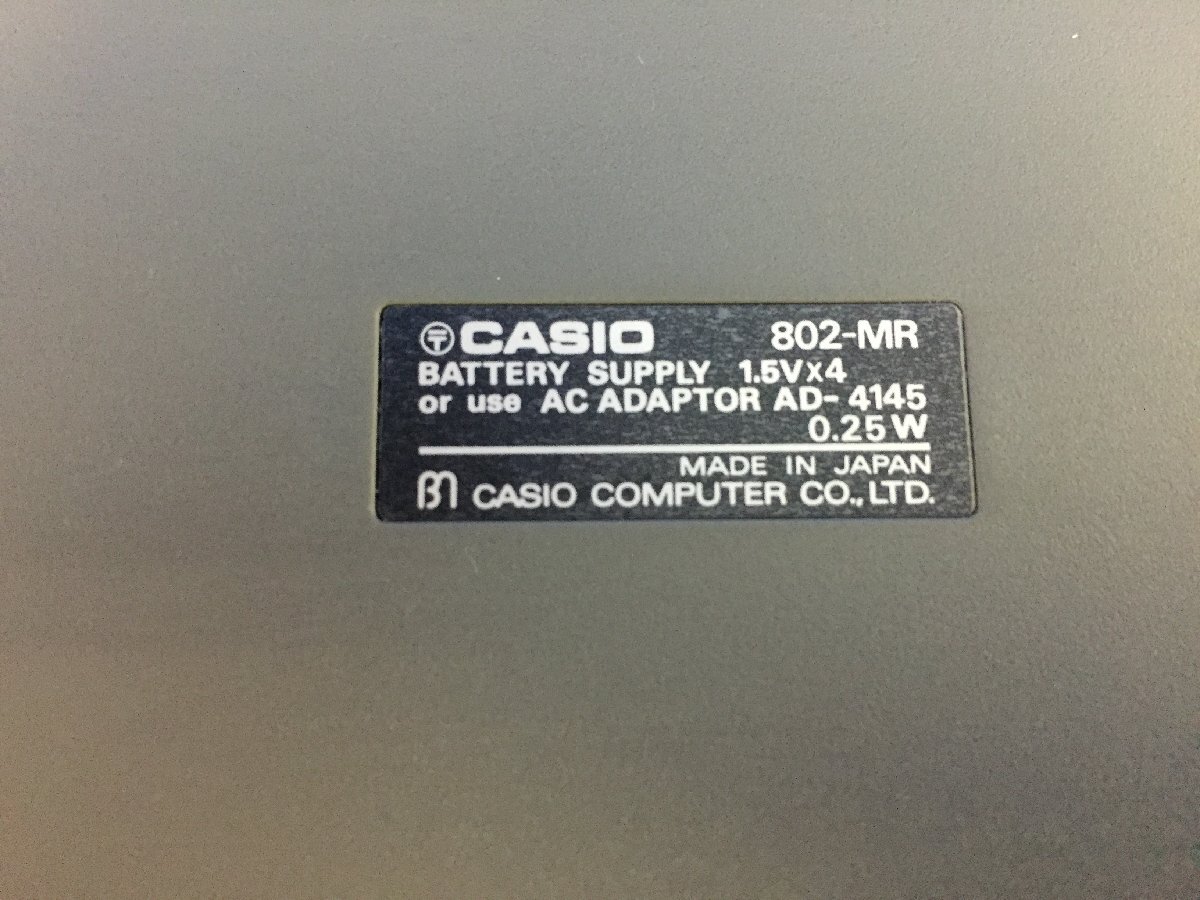 〒CASIO 802-MR
BATTERY SUPPLY 1.5V×4
or use AC ADAPTOR AD-4145
0.25W
MADE IN JAPAN
CASIO COMPUTER CO.,LTD.